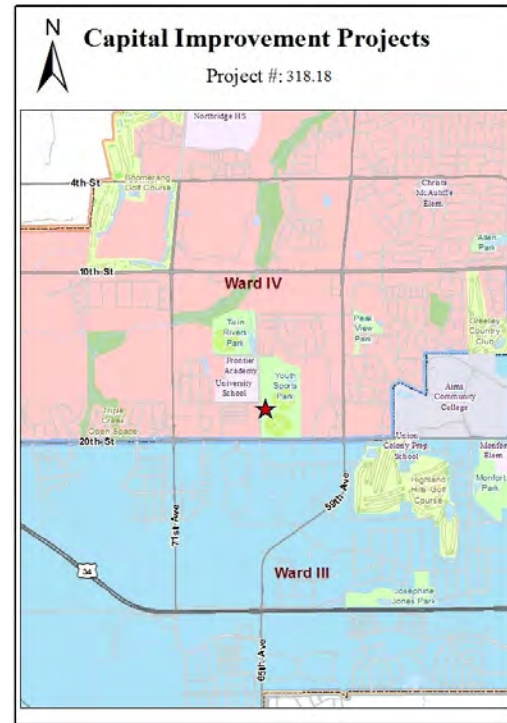 N
Capital Improvement Projects
Project #: 318.18
Northridge HS
Boomerang
Golf Course
4th-St
Christa
McAuliffe
Elem.
Allen
Park
10th-St
Ward IV
Greeley
Country
Club
Twin
Rivers
Park
Peak
View
Park
Frontier
Academy
University
School
Youth
Sports
Park
Aims
Community
College
Triple
Creek
Open Space
20th-St
Union
Colony Prep
School
Monfort
Elem.
Monfort
Park
Highland
Hills Golf
Course
71st-Ave
59th-Ave
34
Ward III
Josephine
Jones Park
65th-Ave